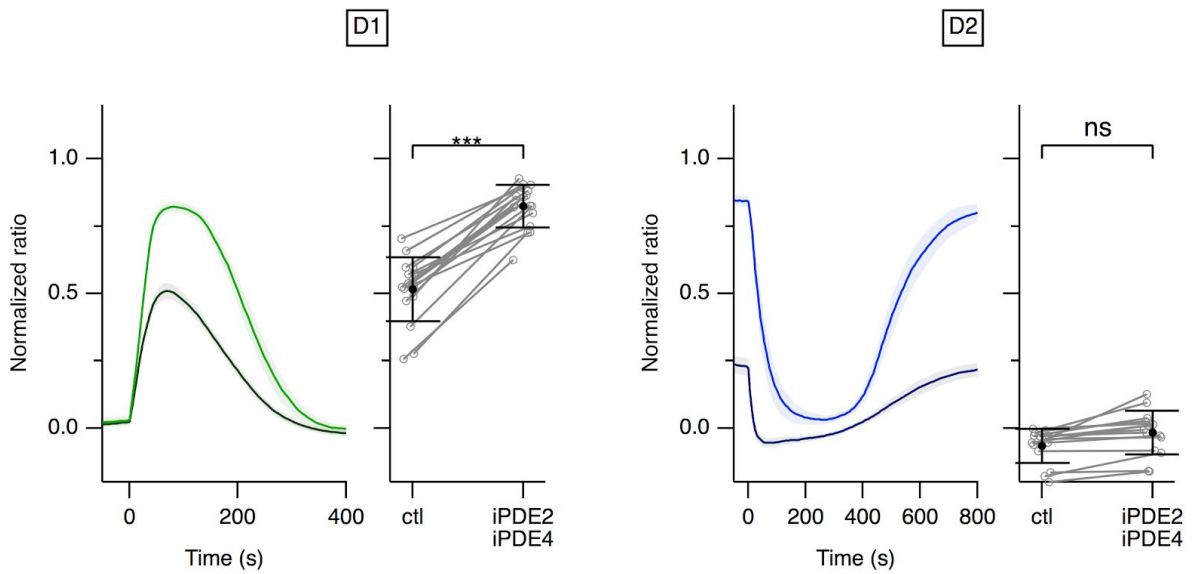 D1
Normalized ratio
1.0
0.5
0.0
0
200
400
Time (s)
***
ctl
iPDE2
iPDE4
D2
Normalized ratio
1.0
0.5
0.0
0
200
400
600
800
Time (s)
ns
ctl
iPDE2
iPDE4